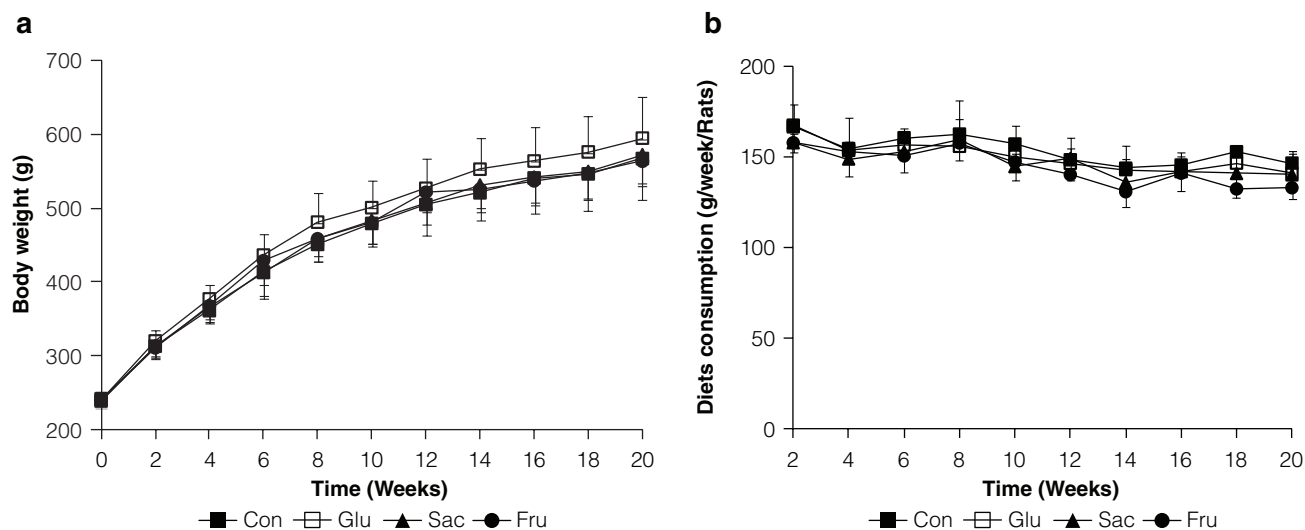 a
700
600
500
400
300
200
Body weight (g)
0 2 4 6 8 10 12 14 16 18 20
Time (Weeks)
Con Glu Sac Fru
b
200
150
100
50
0
Diets consumption (g/week/Rats)
2 4 6 8 10 12 14 16 18 20
Time (Weeks)
Con Glu Sac Fru